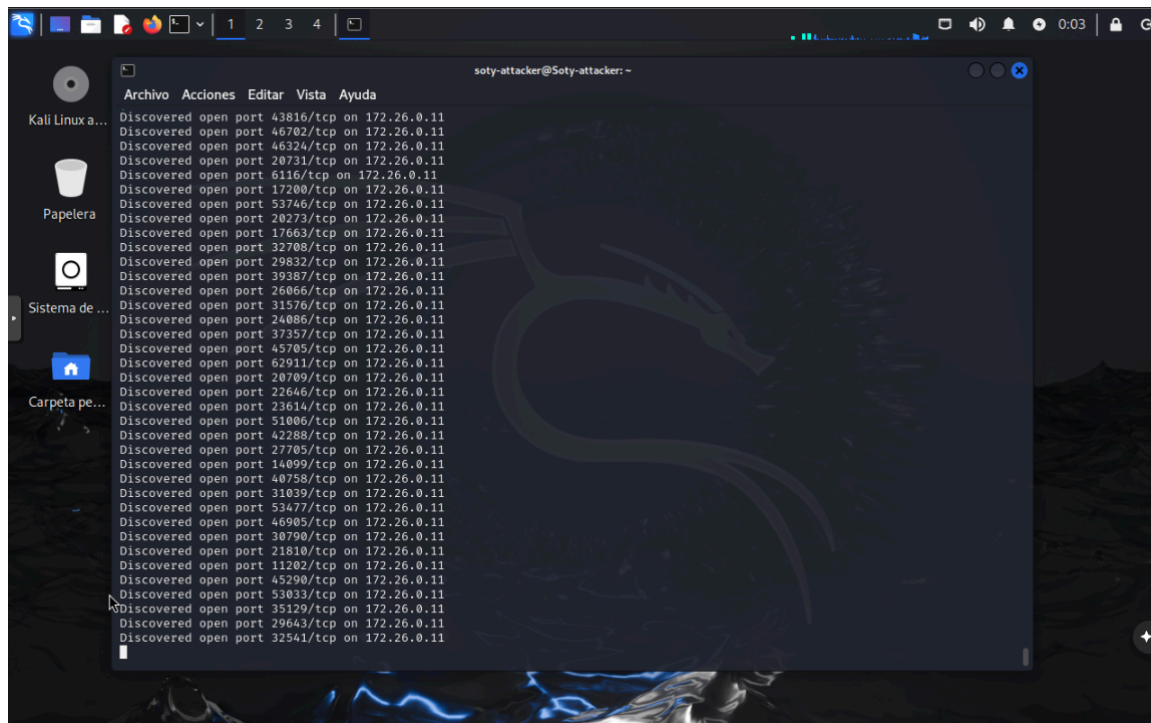 1 2 3 4
0:03
soty-attacker@Soty-attacker: ~
Archivo Acciones Editar Vista Ayuda
Kali Linux a...
Papelera
Sistema de ...
Carpeta pe...
Discovered open port 43816/tcp on 172.26.0.11
Discovered open port 46702/tcp on 172.26.0.11
Discovered open port 46324/tcp on 172.26.0.11
Discovered open port 20731/tcp on 172.26.0.11
Discovered open port 6116/tcp on 172.26.0.11
Discovered open port 17200/tcp on 172.26.0.11
Discovered open port 53746/tcp on 172.26.0.11
Discovered open port 20273/tcp on 172.26.0.11
Discovered open port 17663/tcp on 172.26.0.11
Discovered open port 32708/tcp on 172.26.0.11
Discovered open port 29832/tcp on 172.26.0.11
Discovered open port 39387/tcp on 172.26.0.11
Discovered open port 26066/tcp on 172.26.0.11
Discovered open port 31576/tcp on 172.26.0.11
Discovered open port 24086/tcp on 172.26.0.11
Discovered open port 37357/tcp on 172.26.0.11
Discovered open port 45705/tcp on 172.26.0.11
Discovered open port 62911/tcp on 172.26.0.11
Discovered open port 20709/tcp on 172.26.0.11
Discovered open port 22646/tcp on 172.26.0.11
Discovered open port 23614/tcp on 172.26.0.11
Discovered open port 51006/tcp on 172.26.0.11
Discovered open port 42288/tcp on 172.26.0.11
Discovered open port 27705/tcp on 172.26.0.11
Discovered open port 14099/tcp on 172.26.0.11
Discovered open port 40758/tcp on 172.26.0.11
Discovered open port 31039/tcp on 172.26.0.11
Discovered open port 53477/tcp on 172.26.0.11
Discovered open port 46905/tcp on 172.26.0.11
Discovered open port 30790/tcp on 172.26.0.11
Discovered open port 21810/tcp on 172.26.0.11
Discovered open port 11202/tcp on 172.26.0.11
Discovered open port 45290/tcp on 172.26.0.11
Discovered open port 53033/tcp on 172.26.0.11
Discovered open port 35129/tcp on 172.26.0.11
Discovered open port 29643/tcp on 172.26.0.11
Discovered open port 32541/tcp on 172.26.0.11